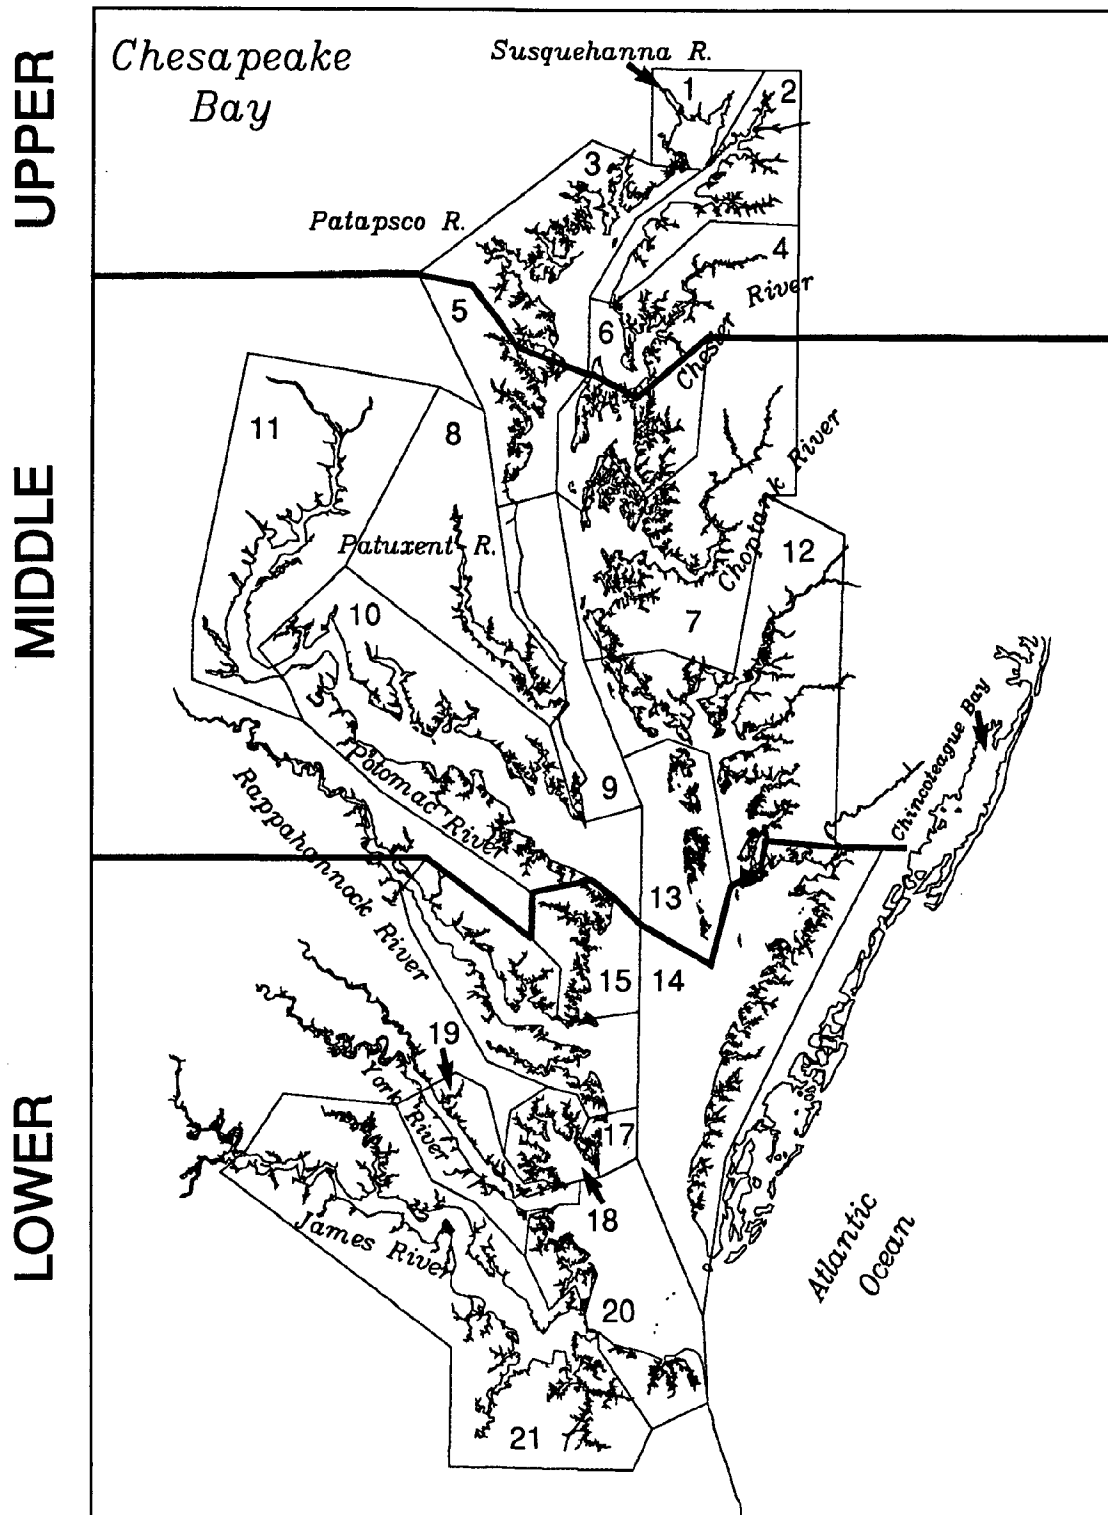 UPPER
MIDDLE
LOWER
Chesapeake
Bay
Susquehanna R.
1
2
3
Patapsco R.
4
Chester River
5
6
11
8
Choptank River
Patuxent R.
12
10
7
Chincoteague Bay
Potomac River
9
Rappahannock River
13
15
14
19
York River
17
18
James River
Atlantic
Ocean
20
21